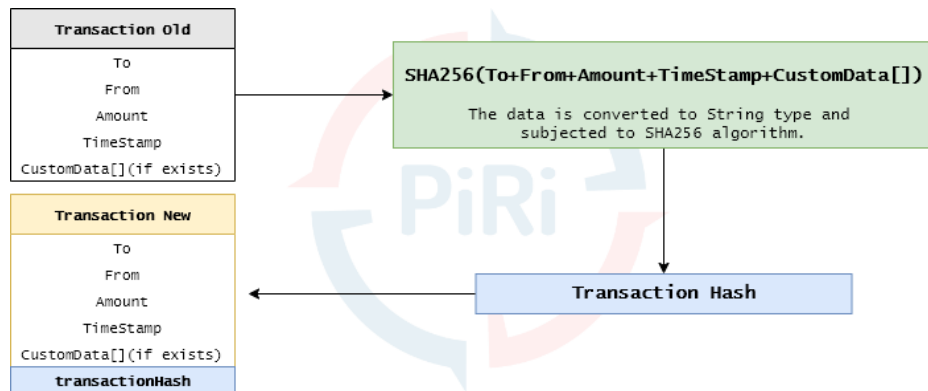 Transaction Old
To
From
Amount
TimeStamp
CustomData[](if exists)
SHA256(To+From+Amount+TimeStamp+CustomData[])
The data is converted to String type and
subjected to SHA256 algorithm.
PiRi
Transaction Hash
Transaction New
To
From
Amount
TimeStamp
CustomData[](if exists)
transactionHash